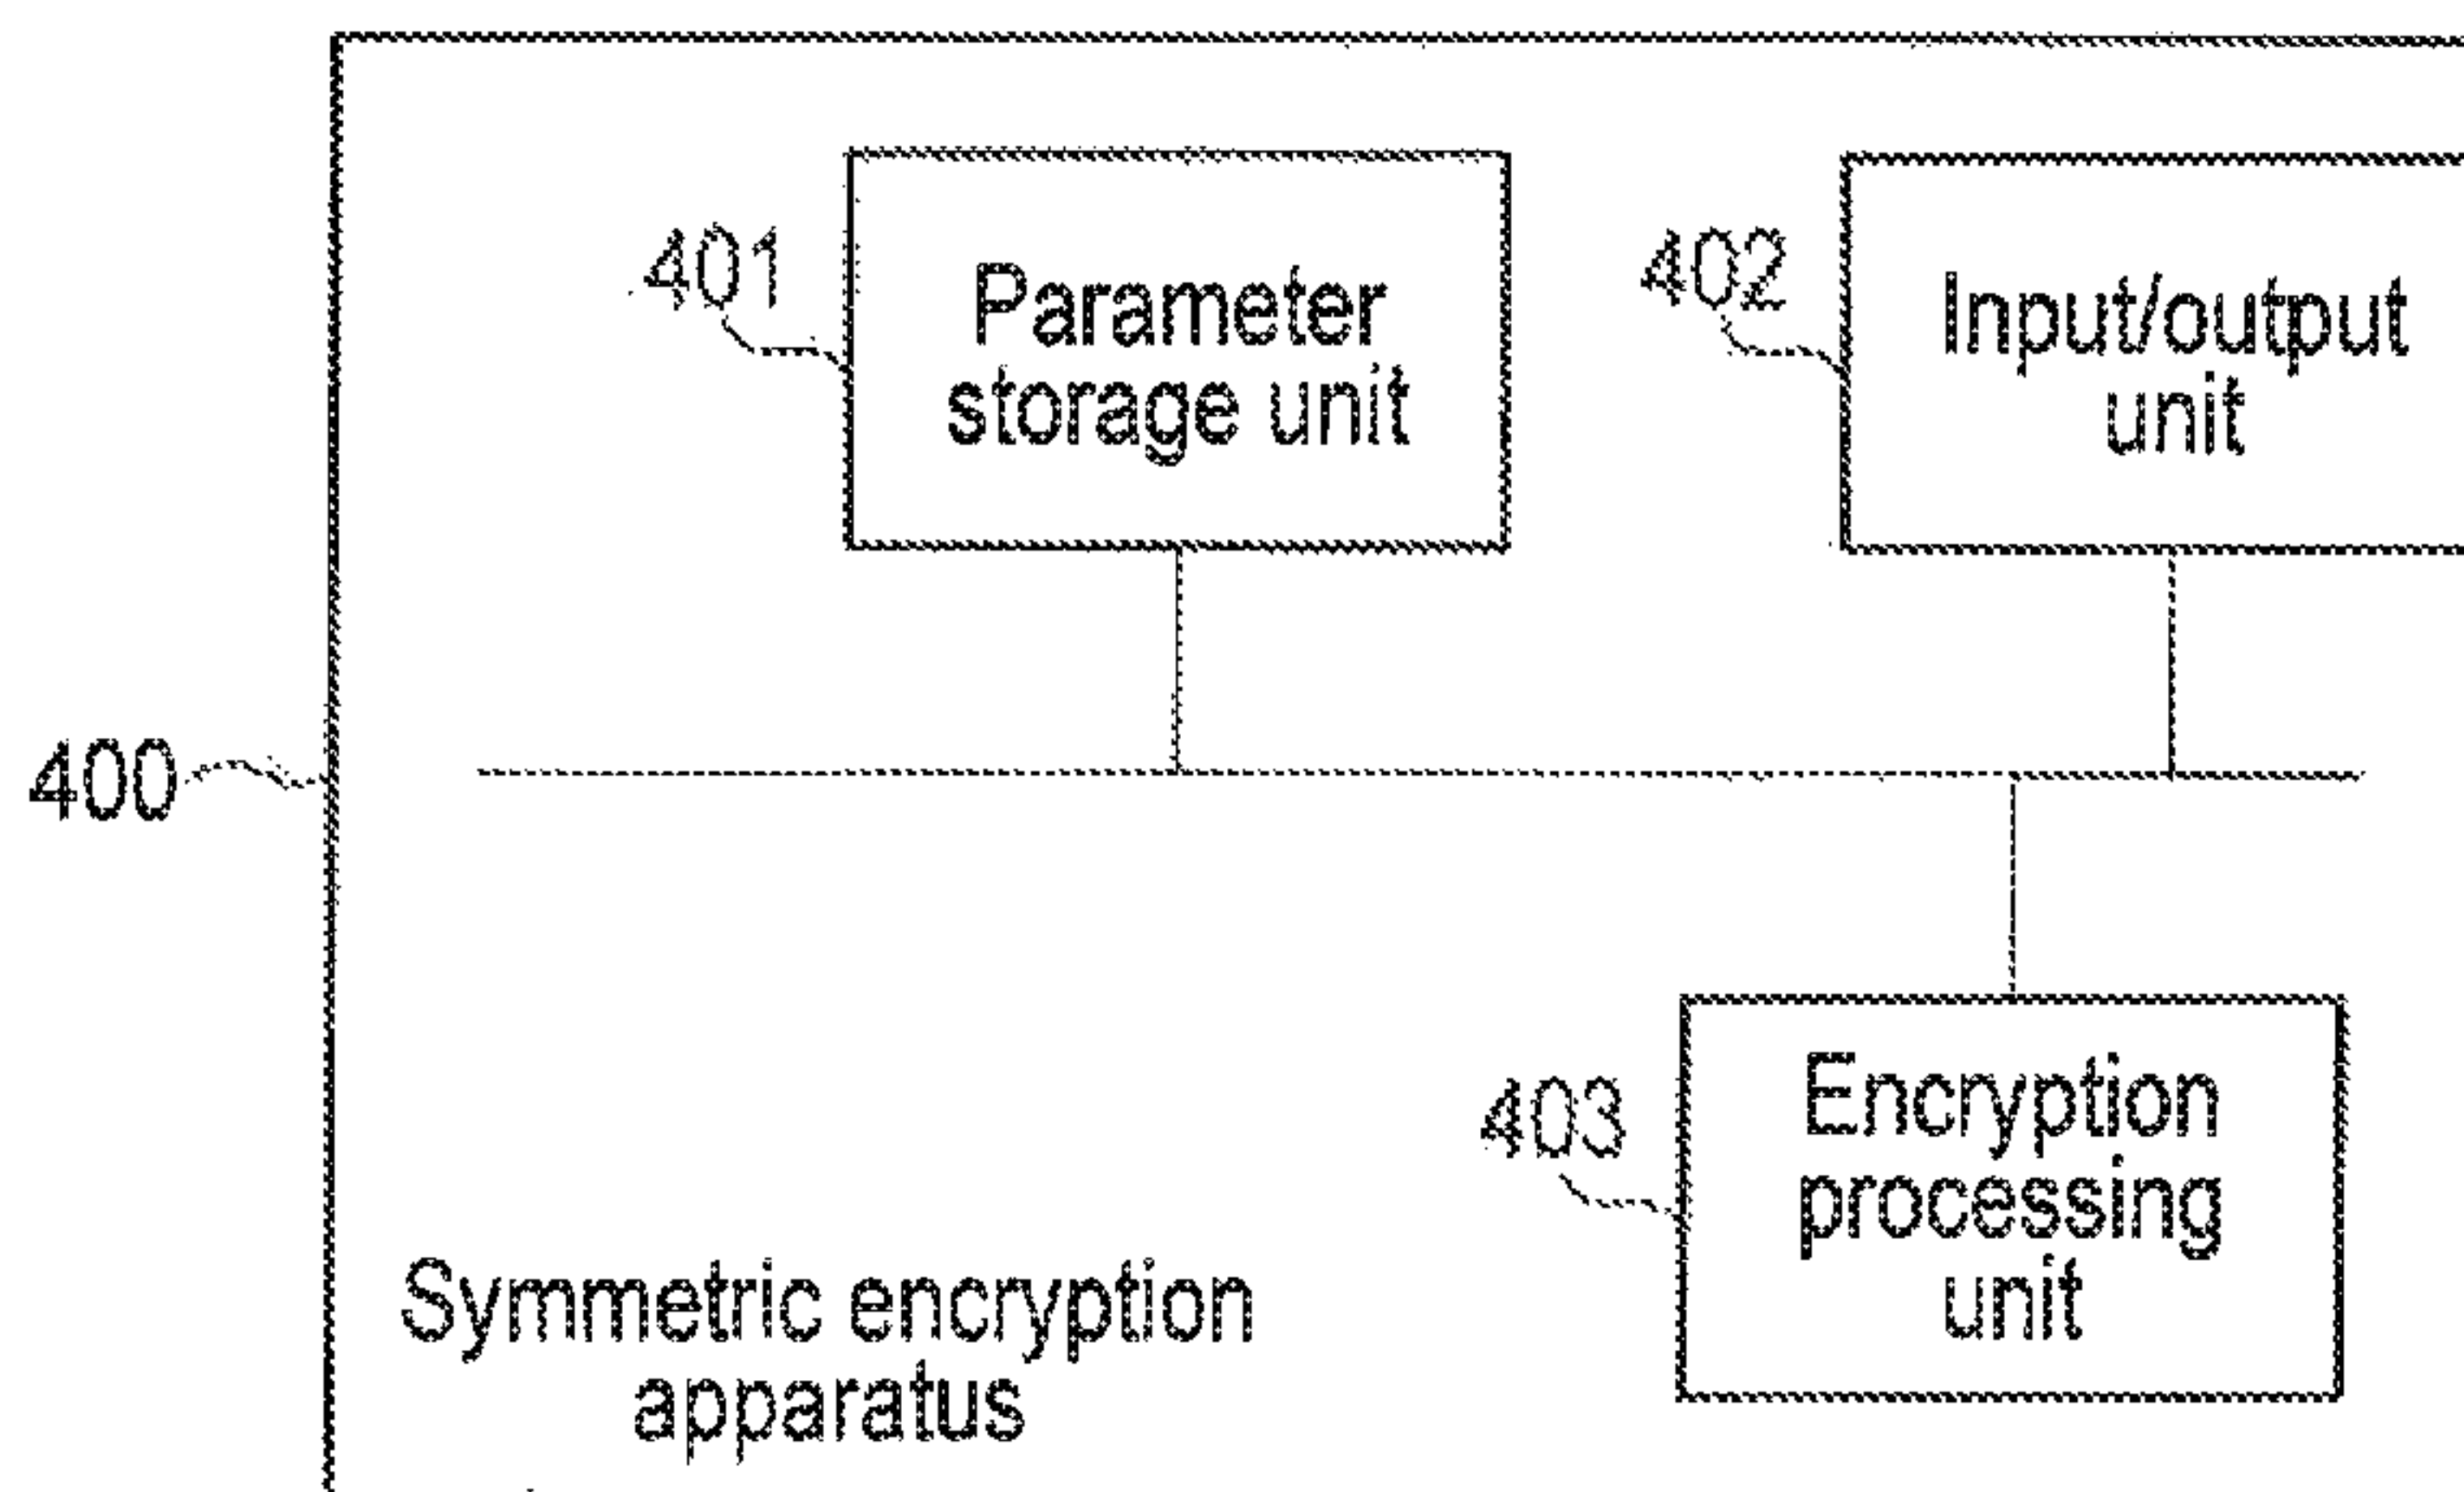 401
Parameter
storage unit
402
Input/output
unit
400
403
Encryption
processing
unit
Symmetric encryption
apparatus